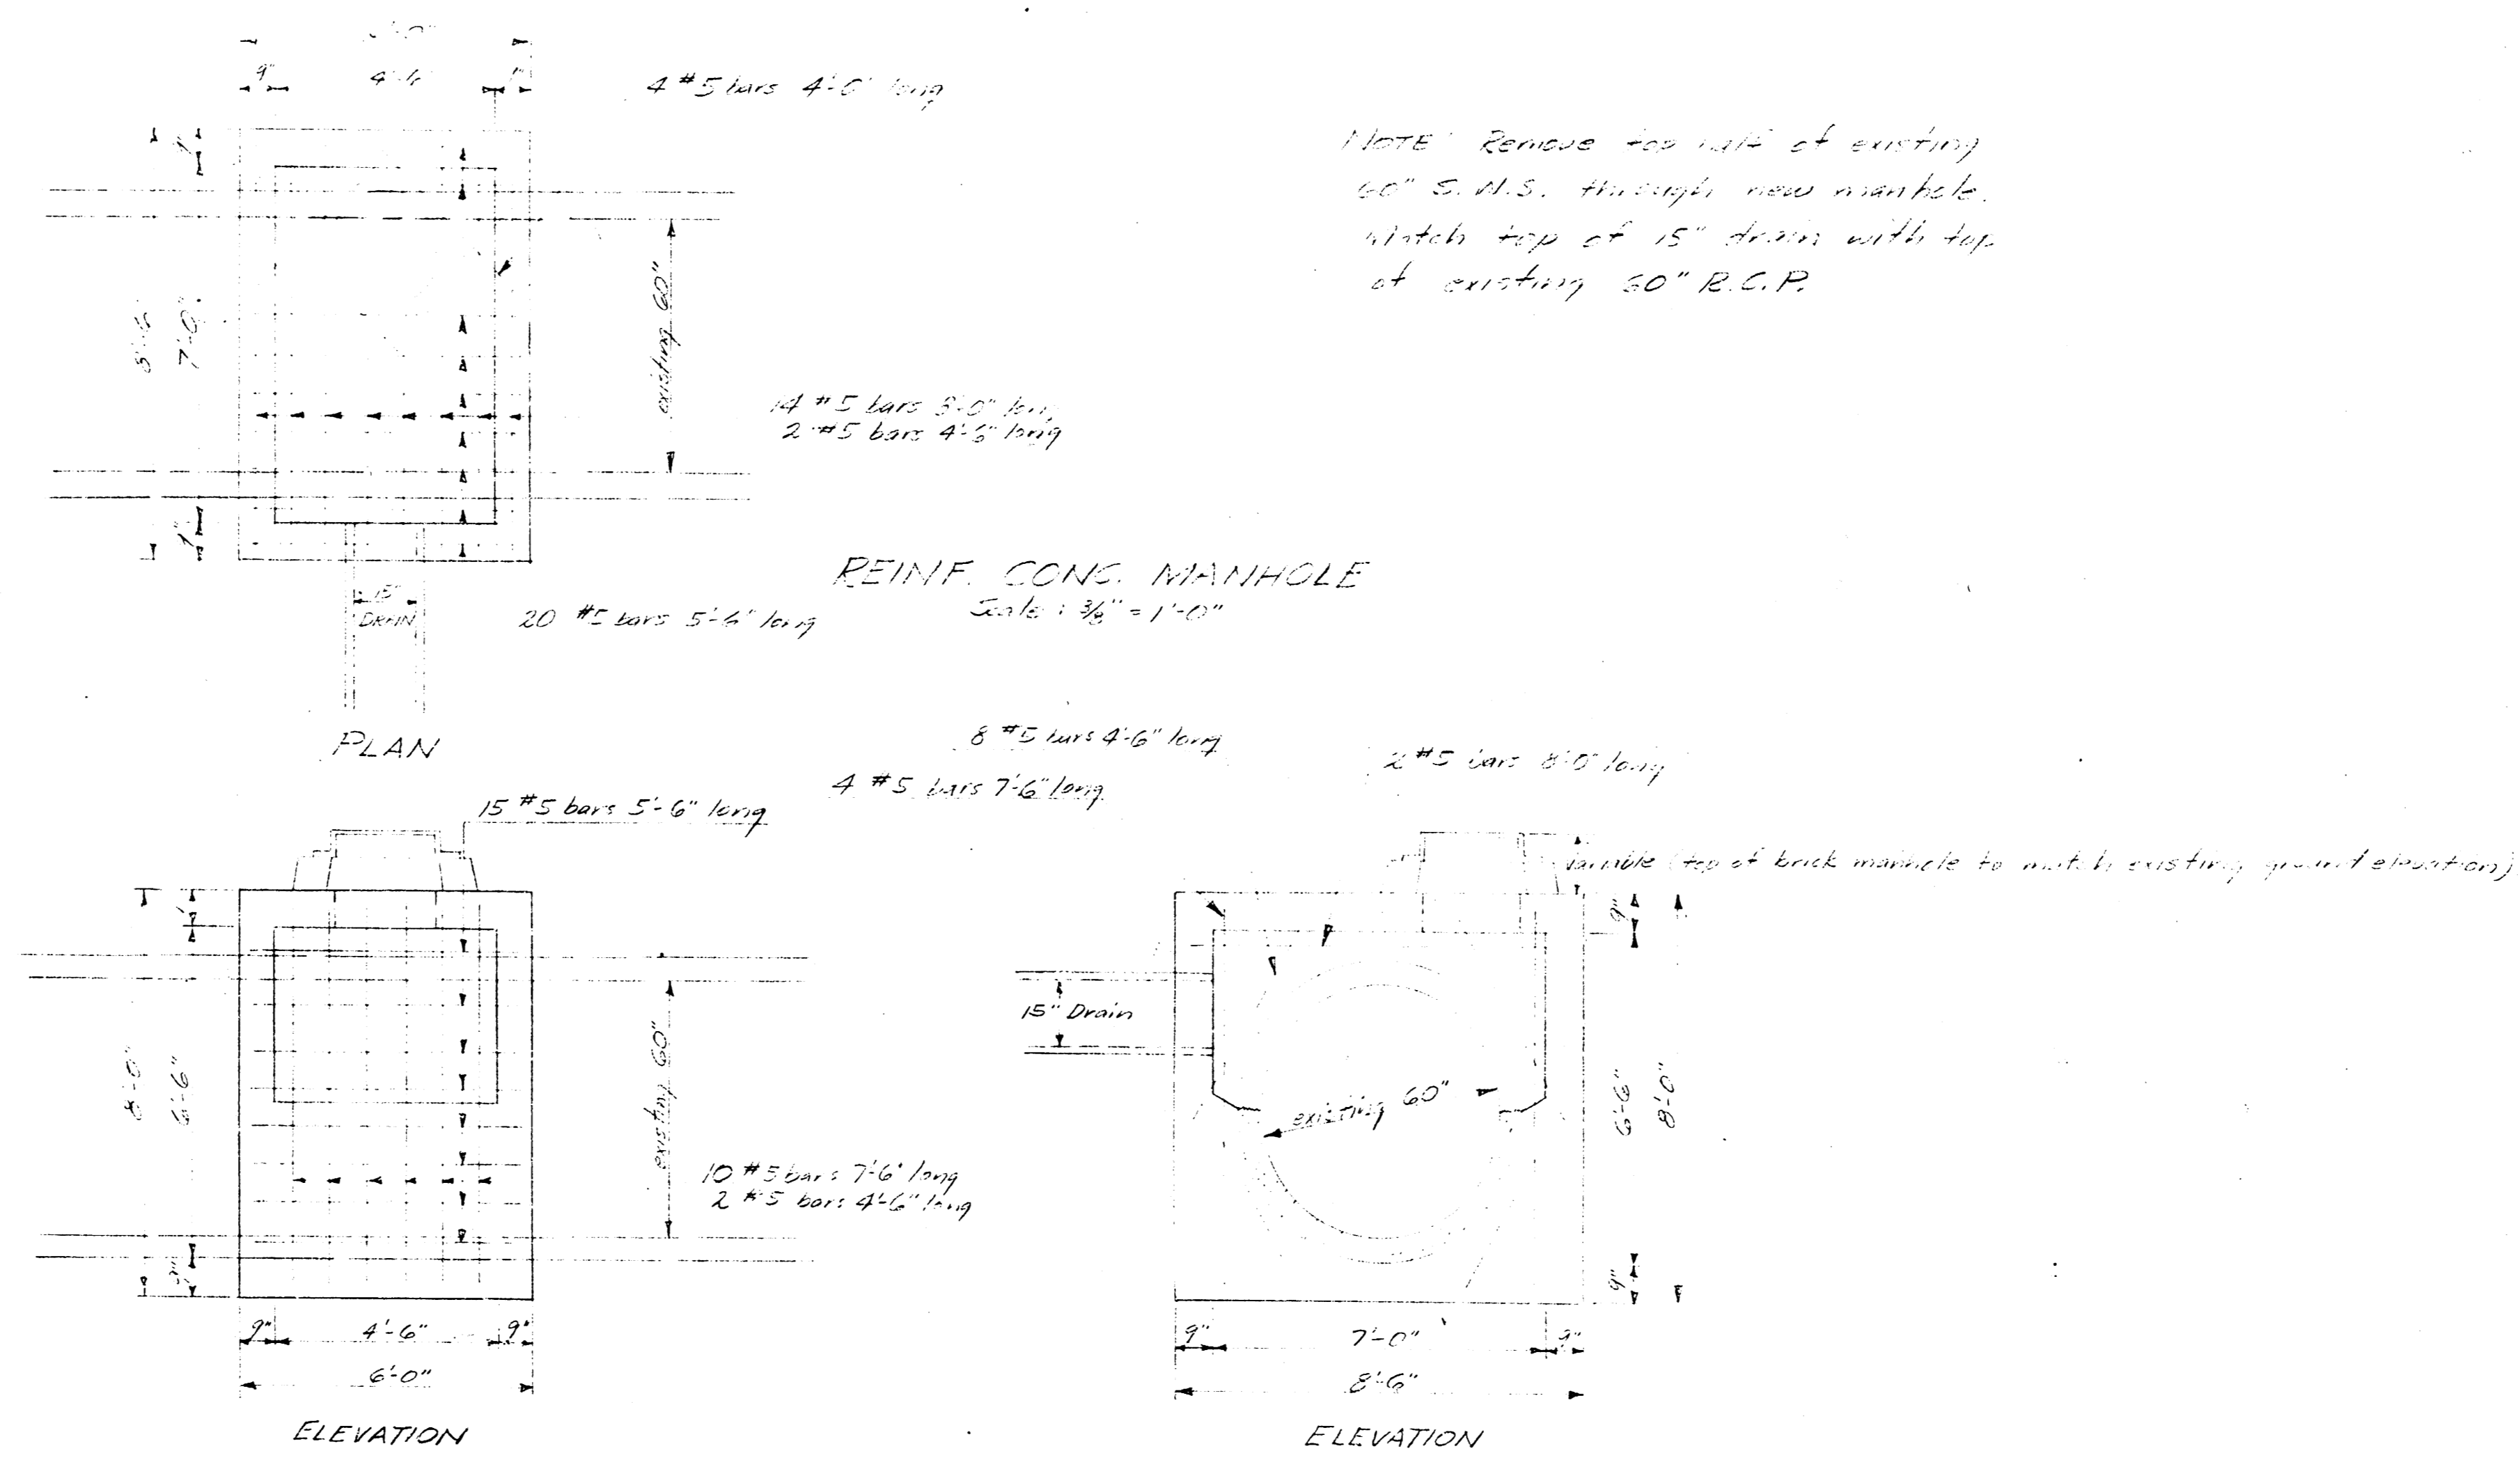 9" 4'-6"
4 #5 bars 4'-0" long
NOTE: Remove top half of existing
60" S.W.S. through new manhole.
Match top of 15" drain with top
of existing 60" R.C.P.
8'-6"
7'-0"
existing 60"
14 #5 bars 8'-0" long
2 #5 bars 4'-6" long
REINF. CONC. MANHOLE
Scale: 3/8" = 1'-0"
15"
DRAIN
20 #5 bars 5'-6" long
PLAN
8 #5 bars 4'-6" long
2 #5 bars 8'-0" long
4 #5 bars 7'-6" long
15 #5 bars 5'-6" long
Variable (top of brick manhole to match existing ground elevation)
8'-0"
6'-6"
existing 60"
10 #5 bars 7'-6" long
2 #5 bars 4'-6" long
9" 4'-6" 9"
6'-0"
ELEVATION
9"
15" Drain
existing 60"
6'-6"
8'-0"
9"
9" 7'-0" 9"
8'-6"
ELEVATION